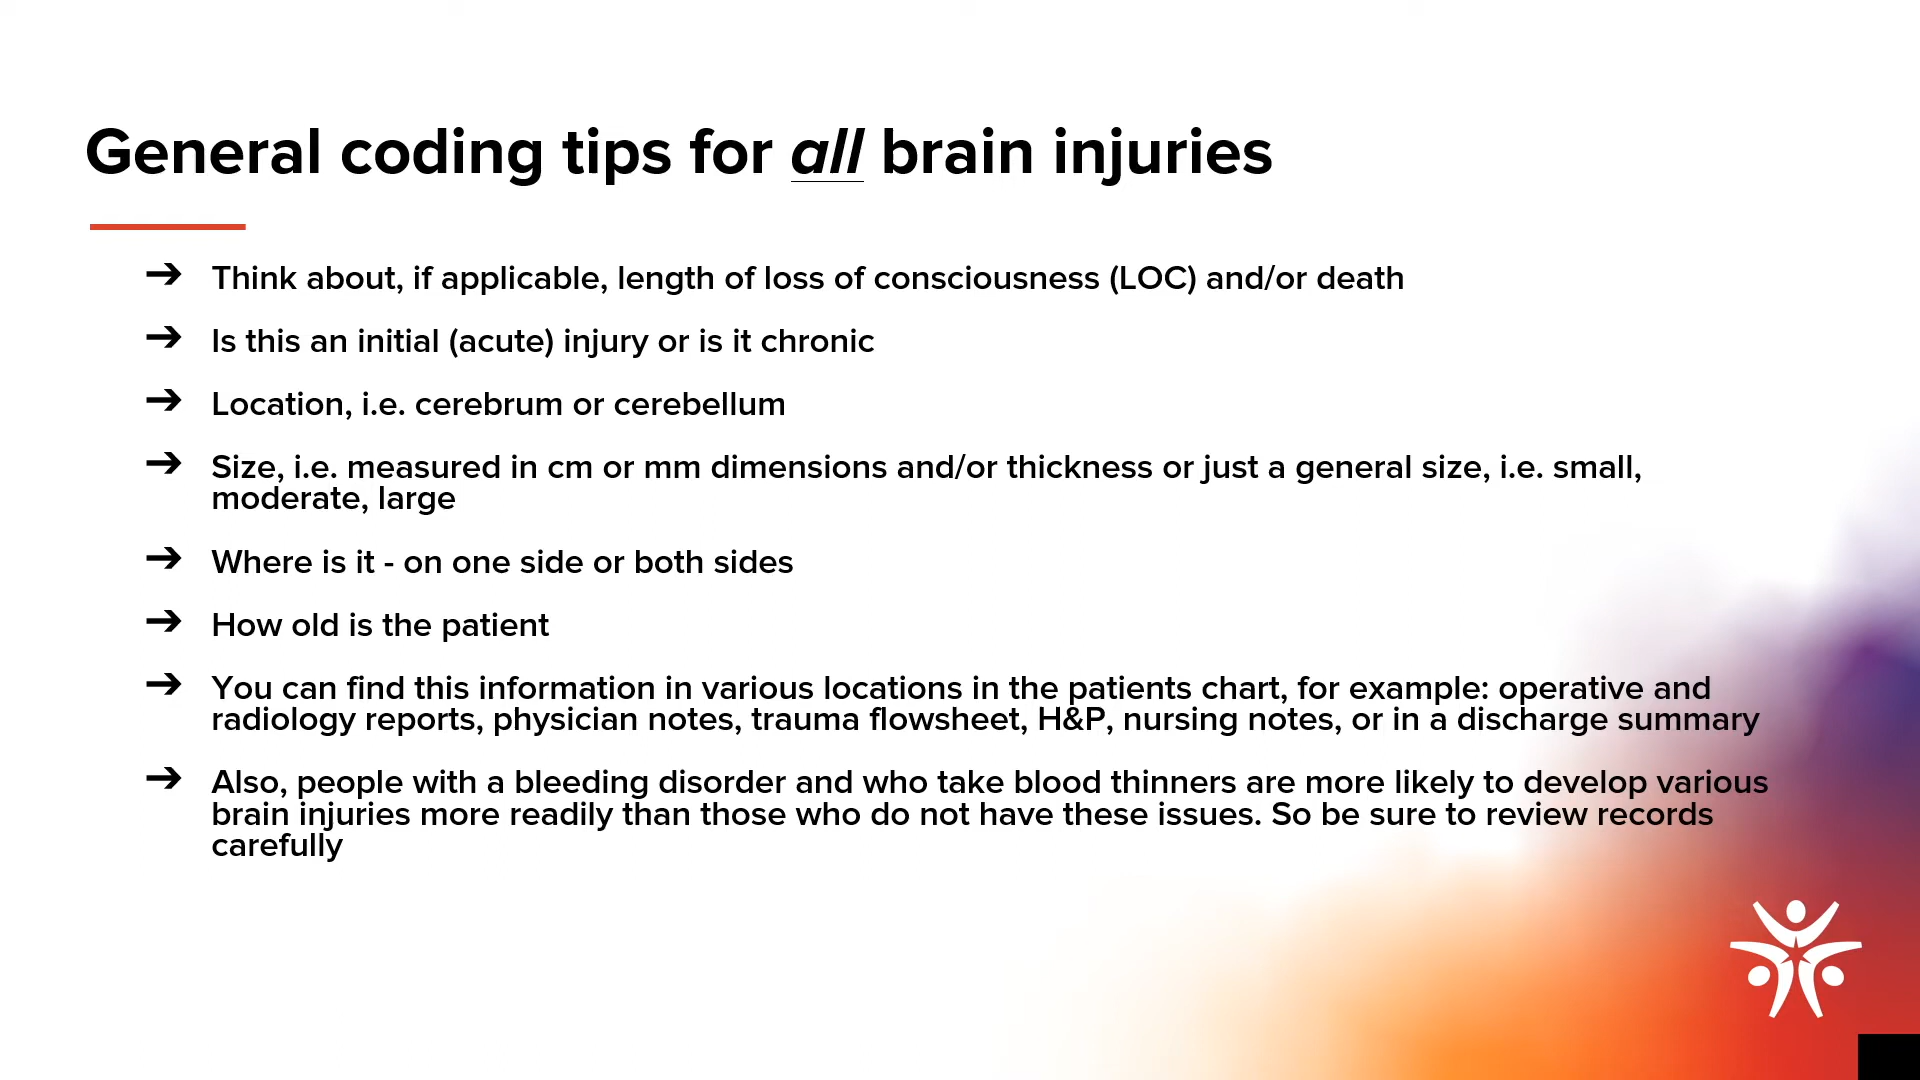 General coding tips for all brain injuries
➔ Think about, if applicable, length of loss of consciousness (LOC) and/or death
➔ Is this an initial (acute) injury or is it chronic
➔ Location, i.e. cerebrum or cerebellum
➔ Size, i.e. measured in cm or mm dimensions and/or thickness or just a general size, i.e. small,
moderate, large
➔ Where is it - on one side or both sides
➔ How old is the patient
➔ You can find this information in various locations in the patients chart, for example: operative and
radiology reports, physician notes, trauma flowsheet, H&P, nursing notes, or in a discharge summary
➔ Also, people with a bleeding disorder and who take blood thinners are more likely to develop various
brain injuries more readily than those who do not have these issues. So be sure to review records
carefully